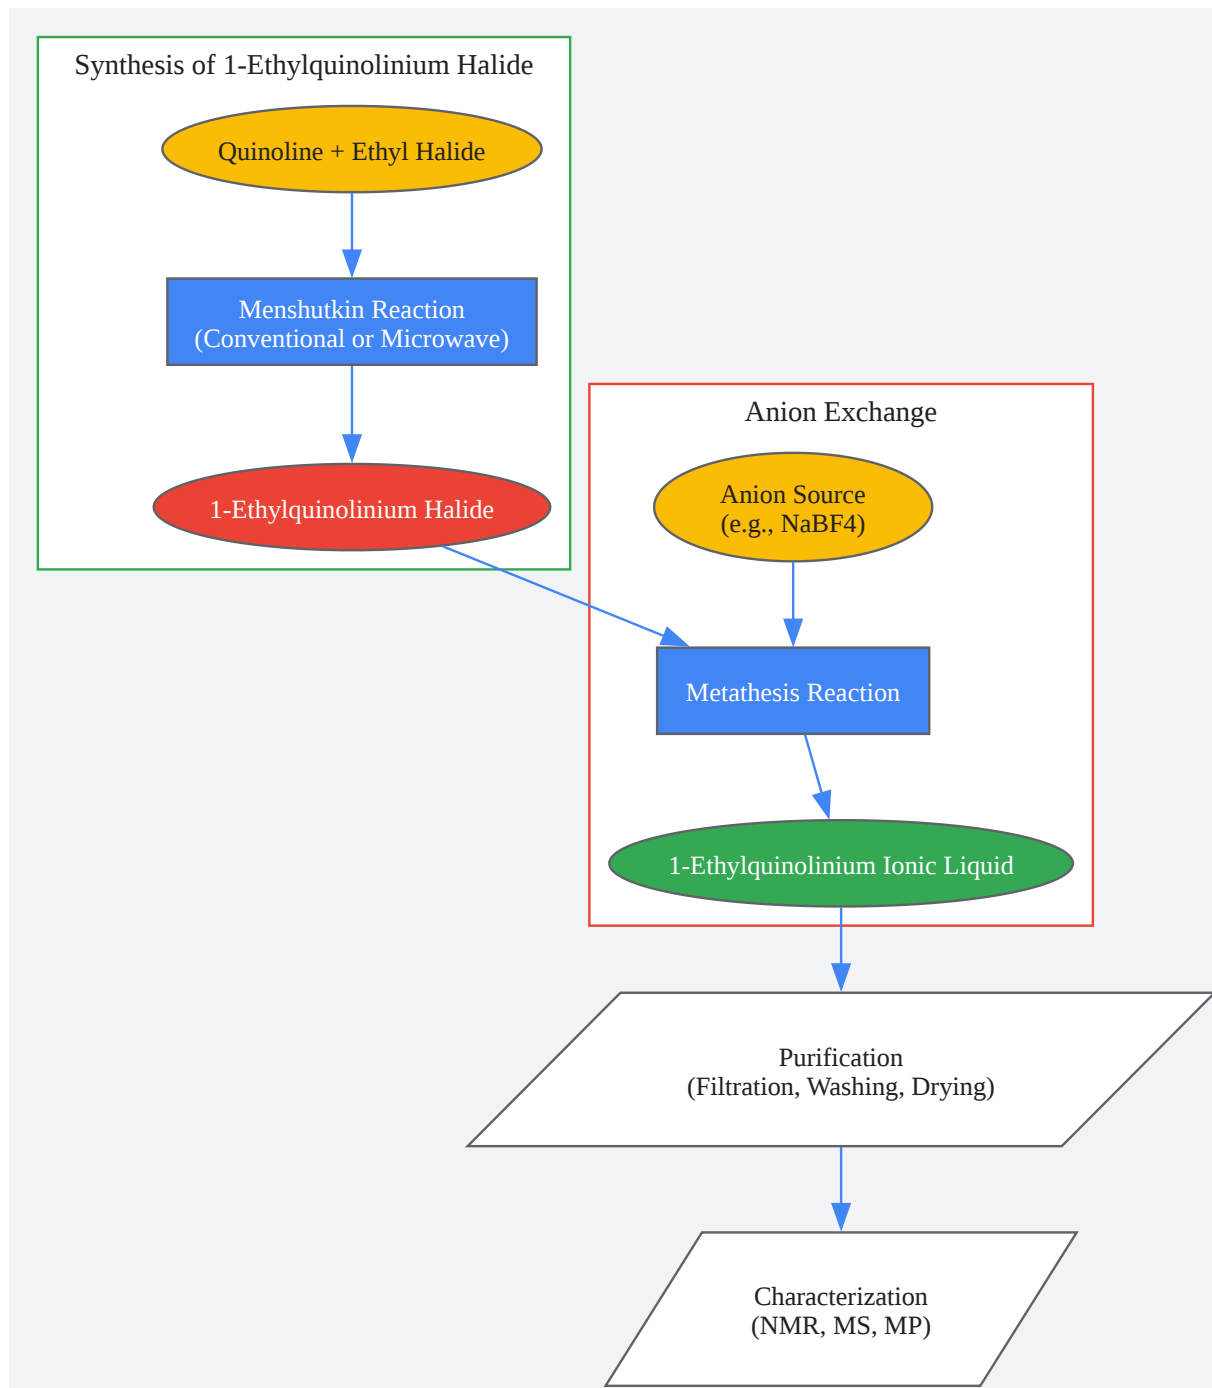 Synthesis of 1-Ethylquinolinium Halide
Quinoline + Ethyl Halide
Menshutkin Reaction
(Conventional or Microwave)
1-Ethylquinolinium Halide
Anion Exchange
Anion Source
(e.g., NaBF4)
Metathesis Reaction
1-Ethylquinolinium Ionic Liquid
Purification
(Filtration, Washing, Drying)
Characterization
(NMR, MS, MP)